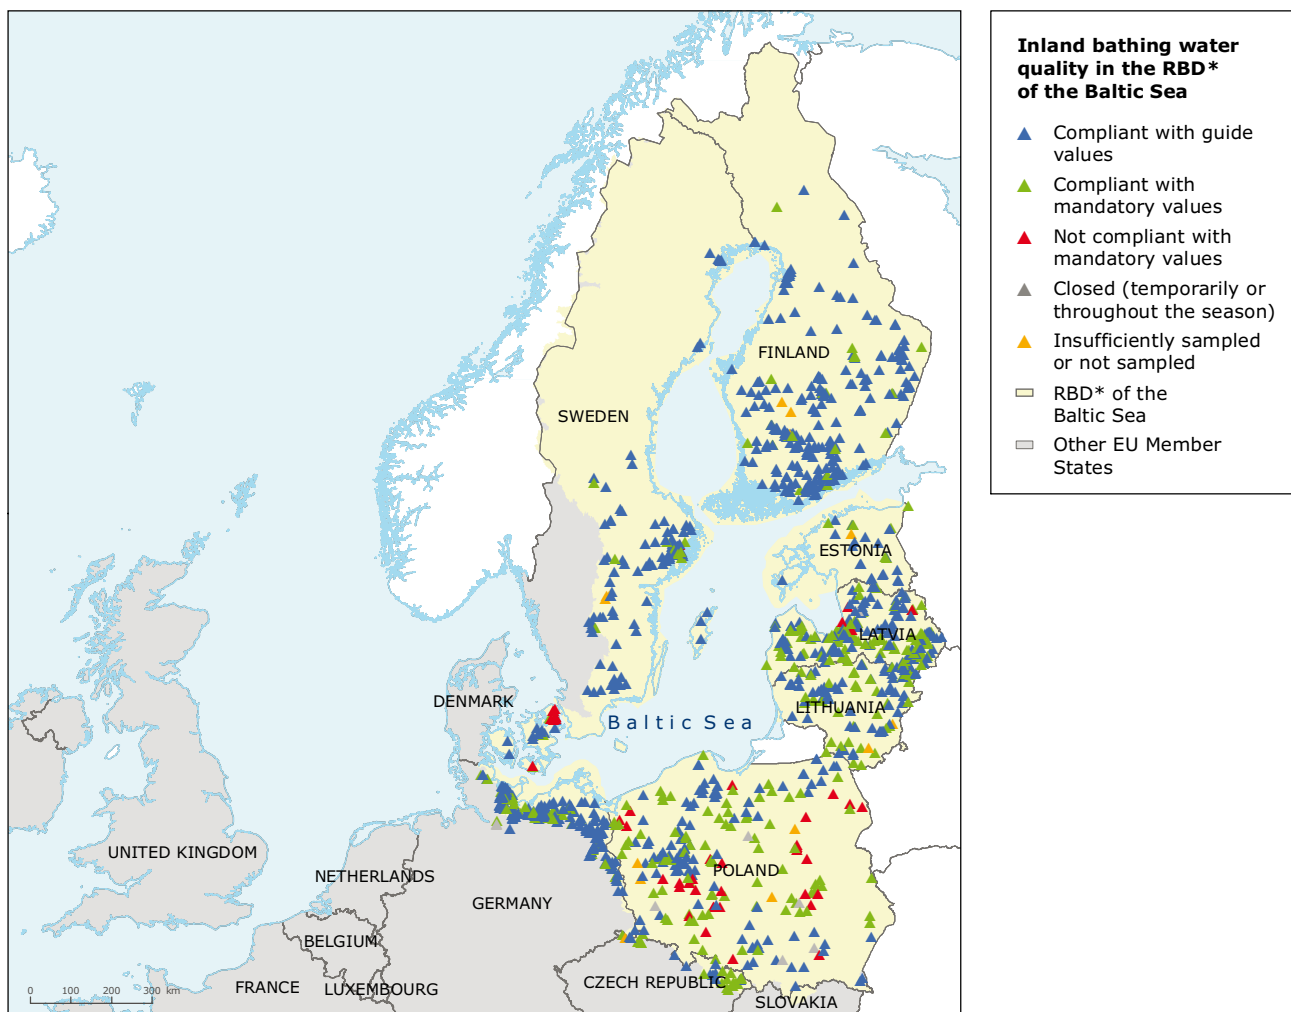 Inland bathing water
quality in the RBD*
of the Baltic Sea
Compliant with guide
values
Compliant with
mandatory values
Not compliant with
mandatory values
Closed (temporarily or
throughout the season)
Insufficiently sampled
or not sampled
RBD* of the
Baltic Sea
Other EU Member
States
FINLAND
SWEDEN
ESTONIA
LATVIA
DENMARK
LITHUANIA
Baltic Sea
UNITED KINGDOM
NETHERLANDS
POLAND
GERMANY
BELGIUM
CZECH REPUBLIC
FRANCE
LUXEMBOURG
SLOVAKIA
0 100 200 300 km